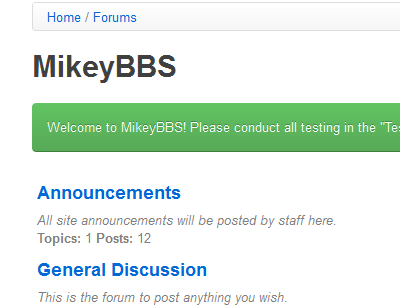 Home / Forums
MikeyBBS
Welcome to MikeyBBS! Please conduct all testing in the "Tes
Announcements
All site announcements will be posted by staff here.
Topics: 1 Posts: 12
General Discussion
This is the forum to post anything you wish.